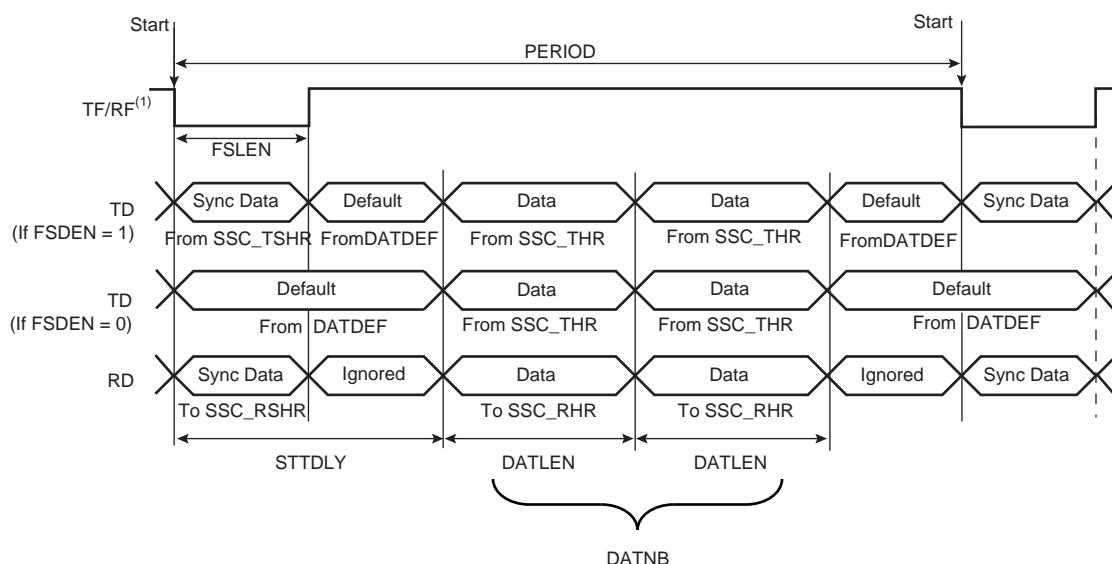 Start
Start
PERIOD
TF/RF(1)
FSLEN
TD
(If FSDEN = 1)
Sync Data
Default
Data
Data
Default
Sync Data
From SSC_TSHR
FromDATDEF
From SSC_THR
From SSC_THR
FromDATDEF
TD
(If FSDEN = 0)
Default
Data
Data
Default
From DATDEF
From SSC_THR
From SSC_THR
From DATDEF
RD
Sync Data
Ignored
Data
Data
Ignored
Sync Data
To SSC_RSHR
To SSC_RHR
To SSC_RHR
STTDLY
DATLEN
DATLEN
DATNB